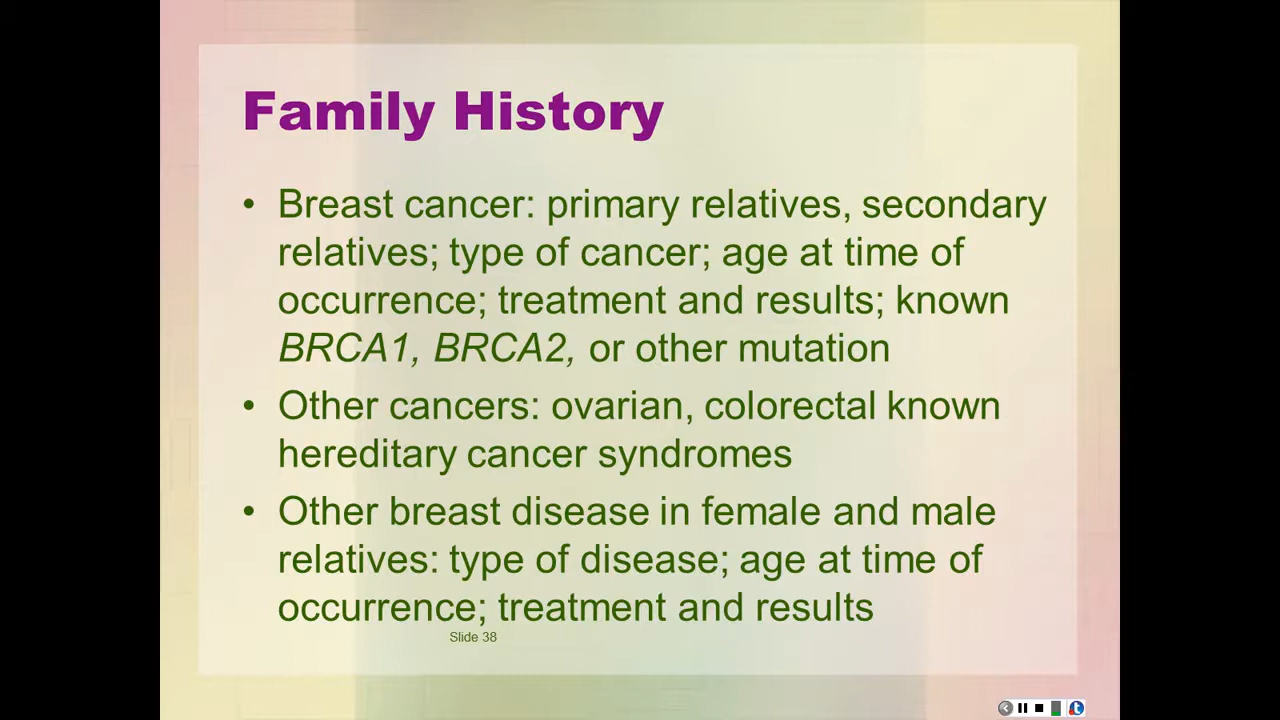 Family History
• Breast cancer: primary relatives, secondary
relatives; type of cancer; age at time of
occurrence; treatment and results; known
BRCA1, BRCA2, or other mutation
• Other cancers: ovarian, colorectal known
hereditary cancer syndromes
• Other breast disease in female and male
relatives: type of disease; age at time of
occurrence; treatment and results
Slide 38